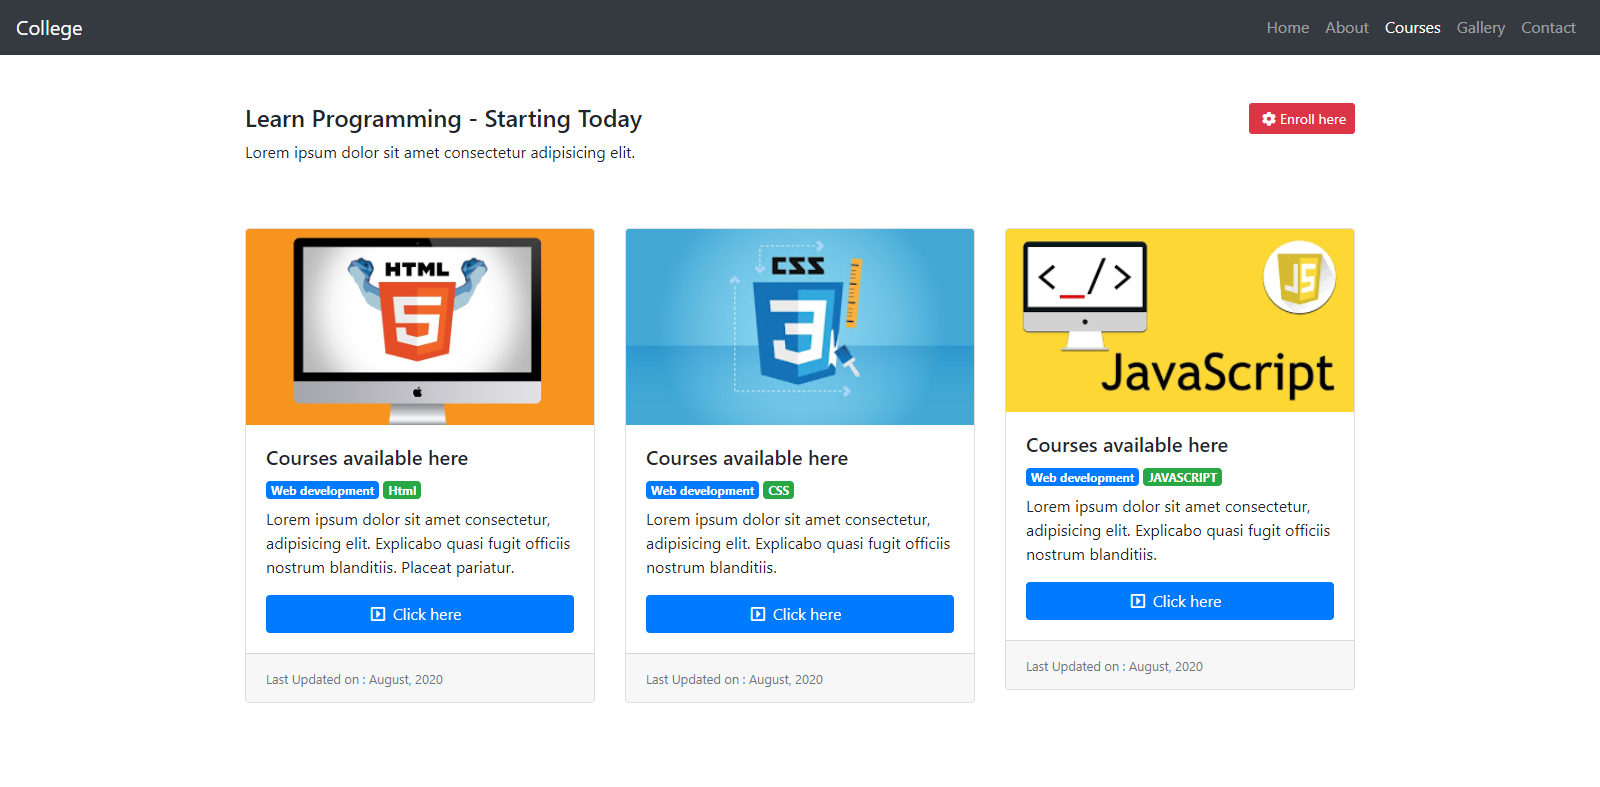 College
Home About Courses Gallery Contact
Learn Programming - Starting Today
Enroll here
Lorem ipsum dolor sit amet consectetur adipisicing elit.
HTML
5
Courses available here
Web development Html
Lorem ipsum dolor sit amet consectetur,
adipisicing elit. Explicabo quasi fugit officiis
nostrum blanditiis. Placeat pariatur.
Click here
Last Updated on : August, 2020
CSS
3
Courses available here
Web development CSS
Lorem ipsum dolor sit amet consectetur,
adipisicing elit. Explicabo quasi fugit officiis
nostrum blanditiis.
Click here
Last Updated on : August, 2020
<_/>
JS
JavaScript
Courses available here
Web development JAVASCRIPT
Lorem ipsum dolor sit amet consectetur,
adipisicing elit. Explicabo quasi fugit officiis
nostrum blanditiis.
Click here
Last Updated on : August, 2020